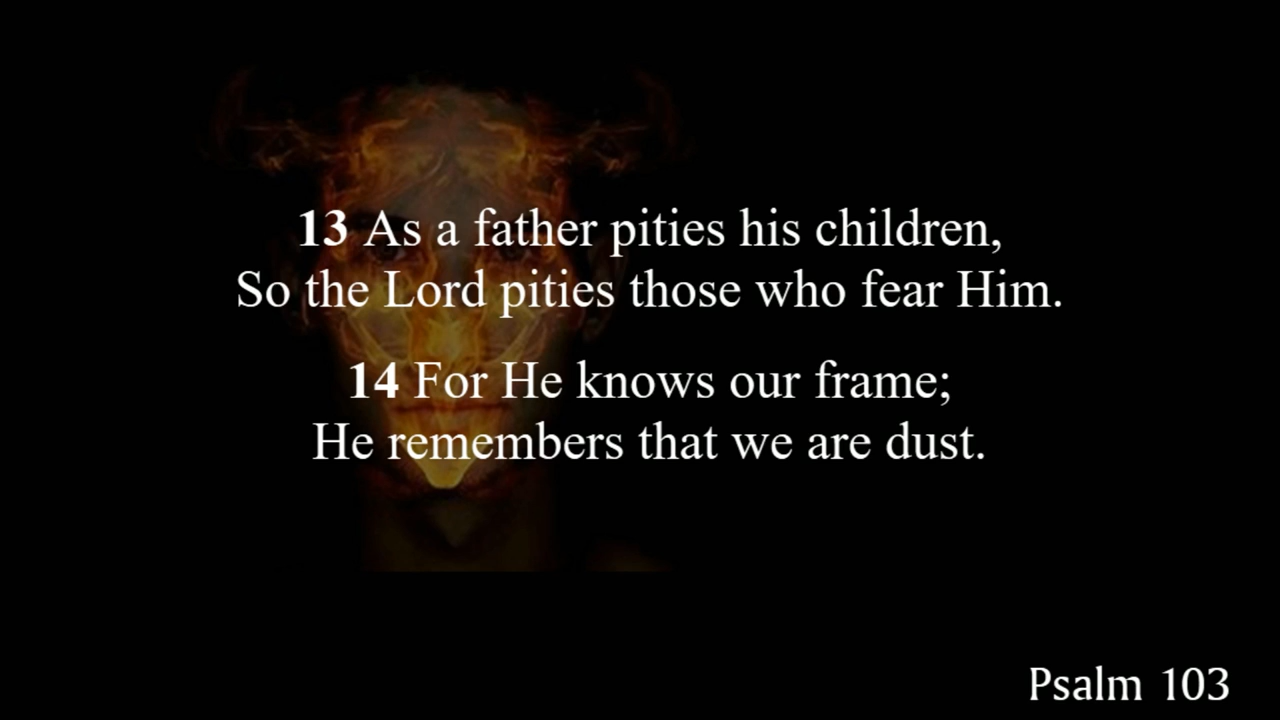 13 As a father pities his children,
So the Lord pities those who fear Him.
14 For He knows our frame;
He remembers that we are dust.
Psalm 103